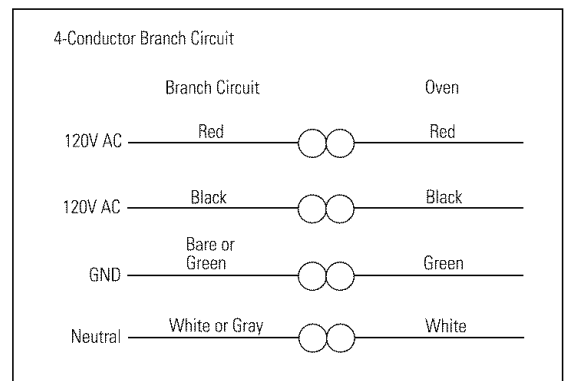 4-Conductor Branch Circuit
Branch Circuit Oven
120V AC Red Red
120V AC Black Black
Bare or
GND Green Green
Neutral White or Gray White